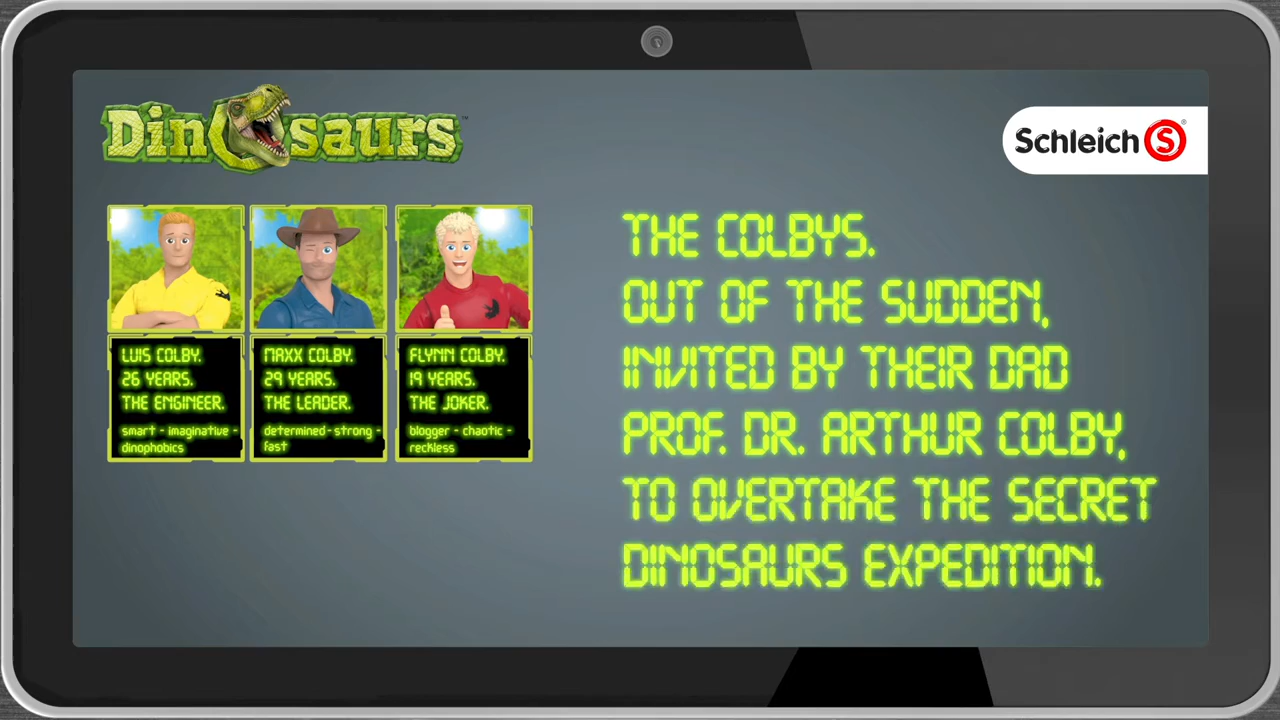 Dinosaurs™
Schleich S®
LUIS COLBY.
26 YEARS.
THE ENGINEER.
smart - imaginative -
dinophobics
MAXX COLBY.
29 YEARS.
THE LEADER.
determined - strong -
fast
FLYNN COLBY.
19 YEARS.
THE JOKER.
blogger - chaotic -
reckless
THE COLBYS.
OUT OF THE SUDDEN,
INVITED BY THEIR DAD
PROF. DR. ARTHUR COLBY,
TO OVERTAKE THE SECRET
DINOSAURS EXPEDITION.